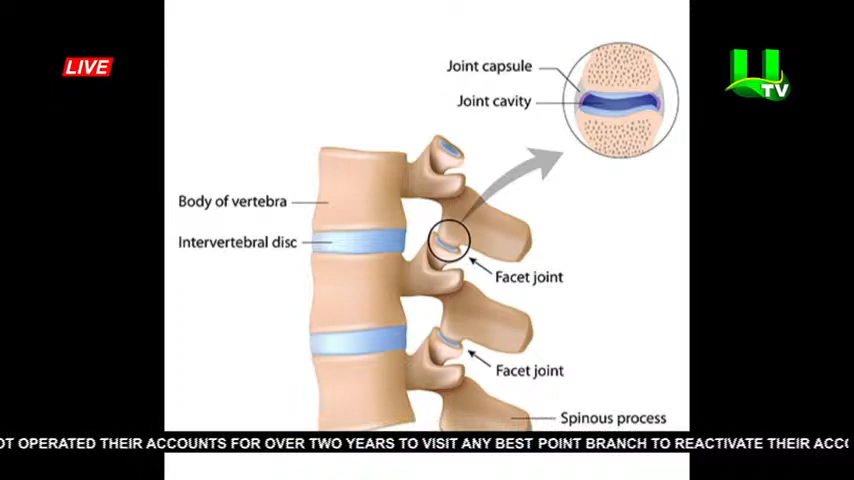 LIVE
U
TV
Joint capsule
Joint cavity
Body of vertebra
Intervertebral disc
Facet joint
Facet joint
Spinous process
OPERATED THEIR ACCOUNTS FOR OVER TWO YEARS TO VISIT ANY BEST POINT BRANCH TO REACTIVATE THEIR